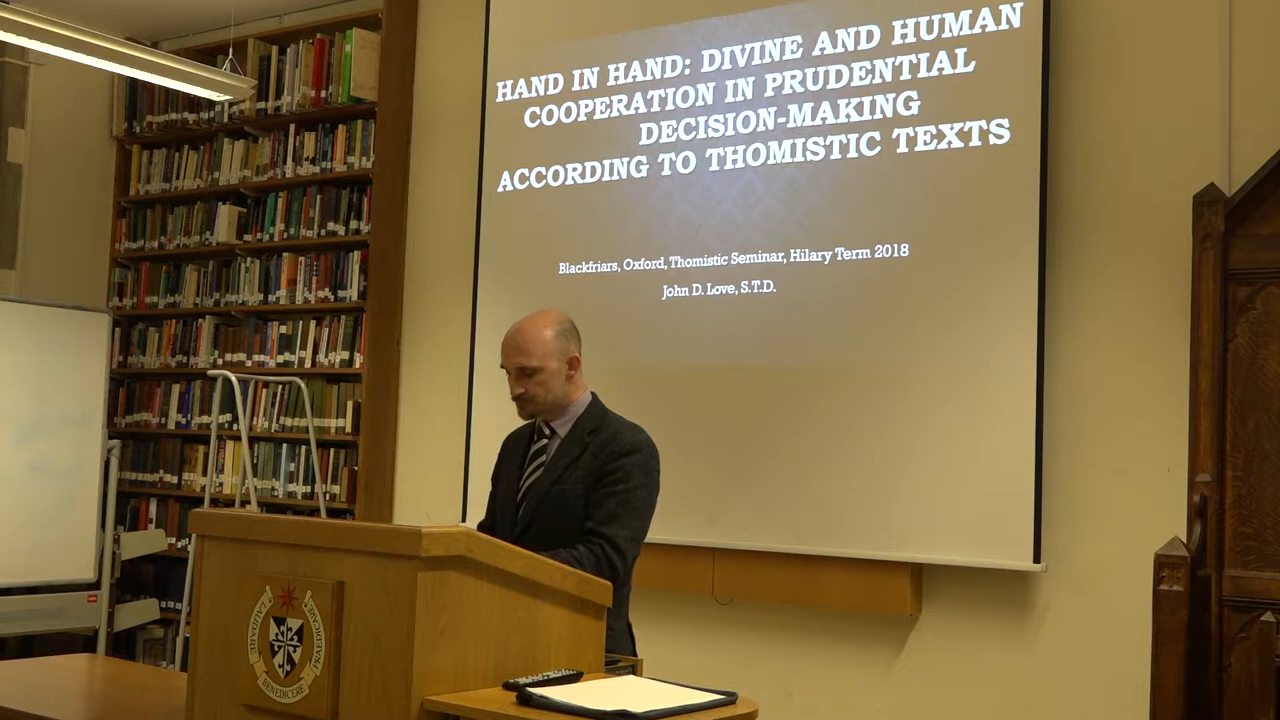 HAND IN HAND: DIVINE AND HUMAN
COOPERATION IN PRUDENTIAL
DECISION-MAKING
ACCORDING TO THOMISTIC TEXTS
Blackfriars, Oxford, Thomistic Seminar, Hilary Term 2018
John D. Love, S.T.D.
LAUDARE
BENEDICERE
PRAEDICARE